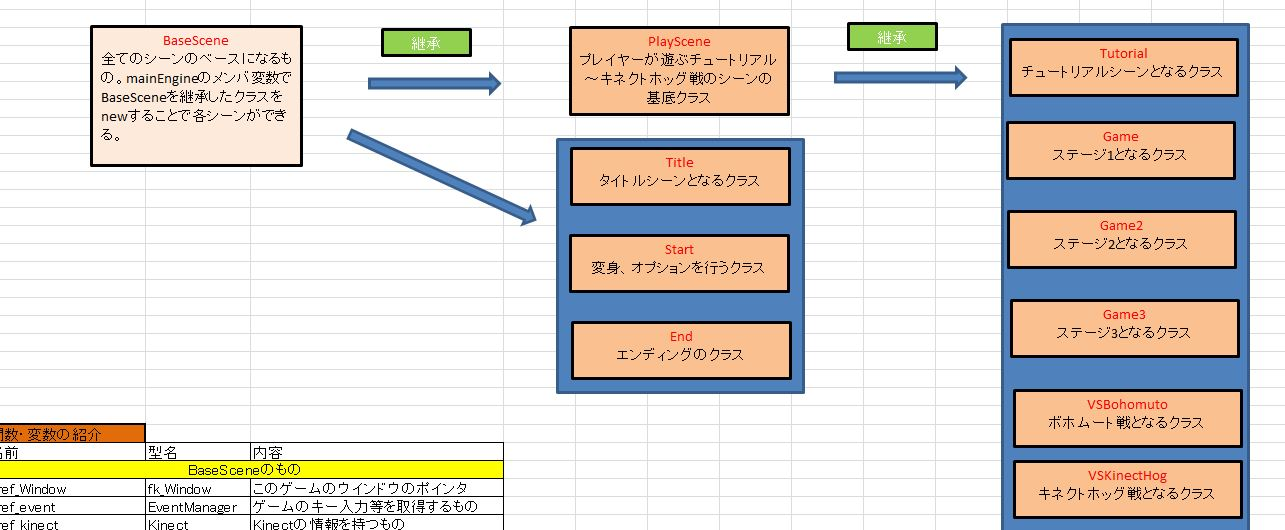 BaseScene
全てのシーンのベースになるも
の。mainEngineのメンバ変数で
BaseSceneを継承したクラスを
newすることで各シーンができ
る。
継承
PlayScene
プレイヤーが遊ぶチュートリアル
～キネクトホッグ戦のシーンの
基底クラス
継承
Title
タイトルシーンとなるクラス
Start
変身、オプションを行うクラス
End
エンディングのクラス
Tutorial
チュートリアルシーンとなるクラス
Game
ステージ1となるクラス
Game2
ステージ2となるクラス
Game3
ステージ3となるクラス
VSBohomuto
ボホムート戦となるクラス
VSKinectHog
キネクトホッグ戦となるクラス
関数・変数の紹介
名前 型名 内容
BaseSceneのもの
ref_Window fk_Window このゲームのウインドウのポインタ
ref_event EventManager ゲームのキー入力等を取得するもの
ref_kinect Kinect Kinectの情報を持つもの